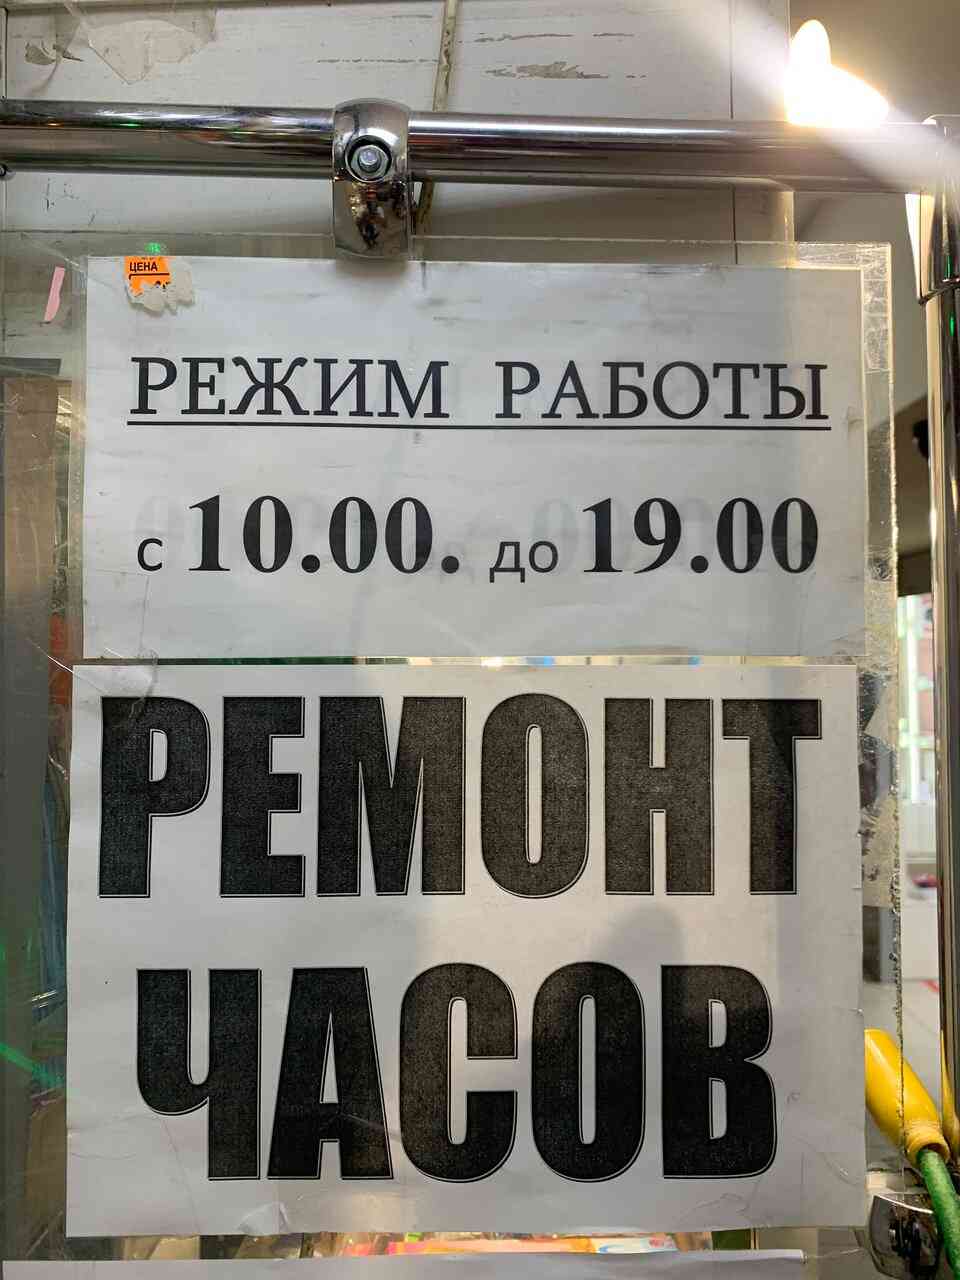 ЦЕНА
РЕЖИМ РАБОТЫ
с 10.00. до 19.00
РЕМОНТ
ЧАСОВ